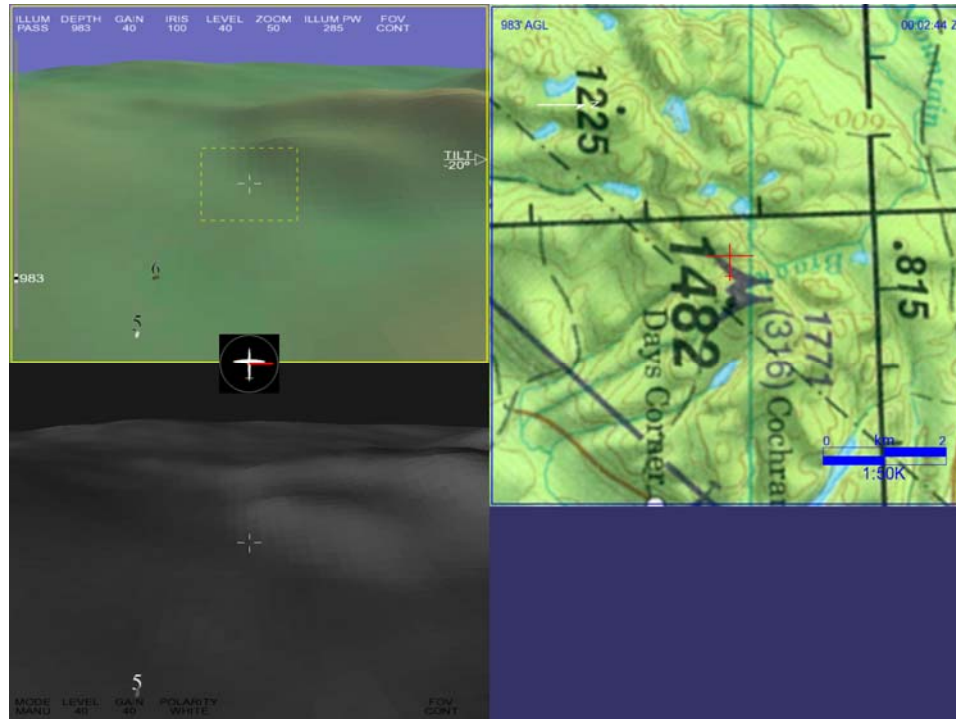 ILLUM DEPTH GAIN IRIS LEVEL ZOOM ILLUM PW FOV
PASS 983 40 100 40 50 285 CONT
TILT
-20°
983
6
5
5
MODE LEVEL GAIN POLARITY FOV
MANU -40 40 WHITE CONT
983' AGL
00:02:44 Z
1225
600
1482
.815
1771
(316) Cochran
Days Corner
0 km 2
1:50K